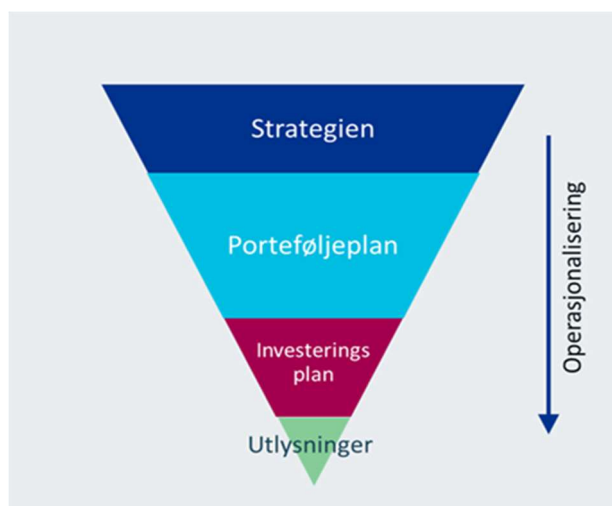 Strategien
Porteføljeplan
Investerings
plan
Utlysninger
Operasjonalisering